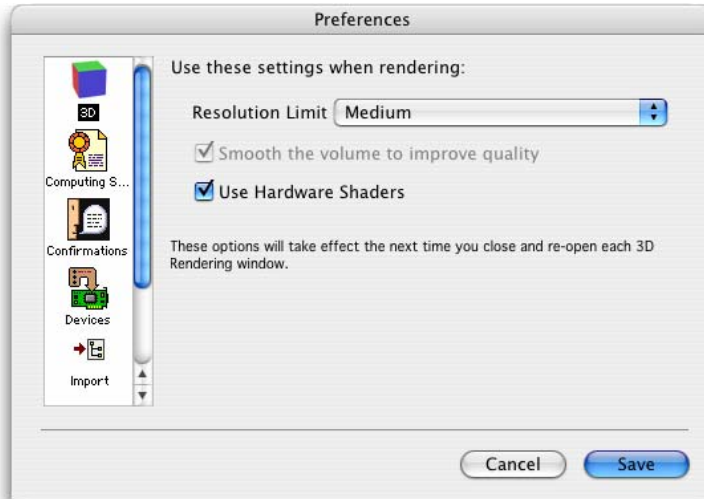 Preferences
3D
Computing S...
Confirmations
Devices
Import
Use these settings when rendering:
Resolution Limit Medium
Smooth the volume to improve quality
Use Hardware Shaders
These options will take effect the next time you close and re-open each 3D
Rendering window.
Cancel Save